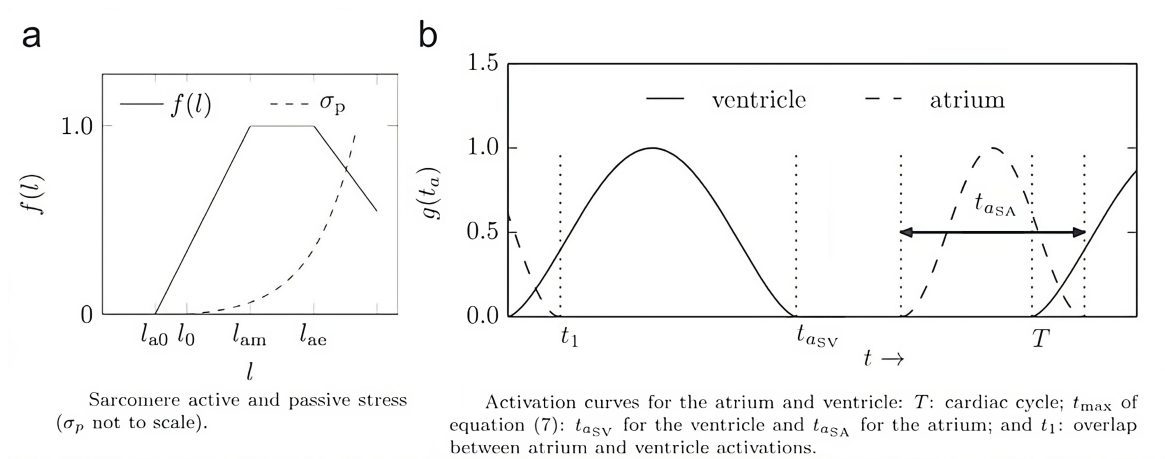 a
f(l)
σp
1.0
0
f(l)
la0 l0 lam lae
l
Sarcomere active and passive stress
(σp not to scale).
b
1.5
ventricle atrium
1.0
0.5
0.0
g(ta)
taSA
t1 taSV T
t →
Activation curves for the atrium and ventricle: T: cardiac cycle; tmax of
equation (7): taSV for the ventricle and taSA for the atrium; and t1: overlap
between atrium and ventricle activations.